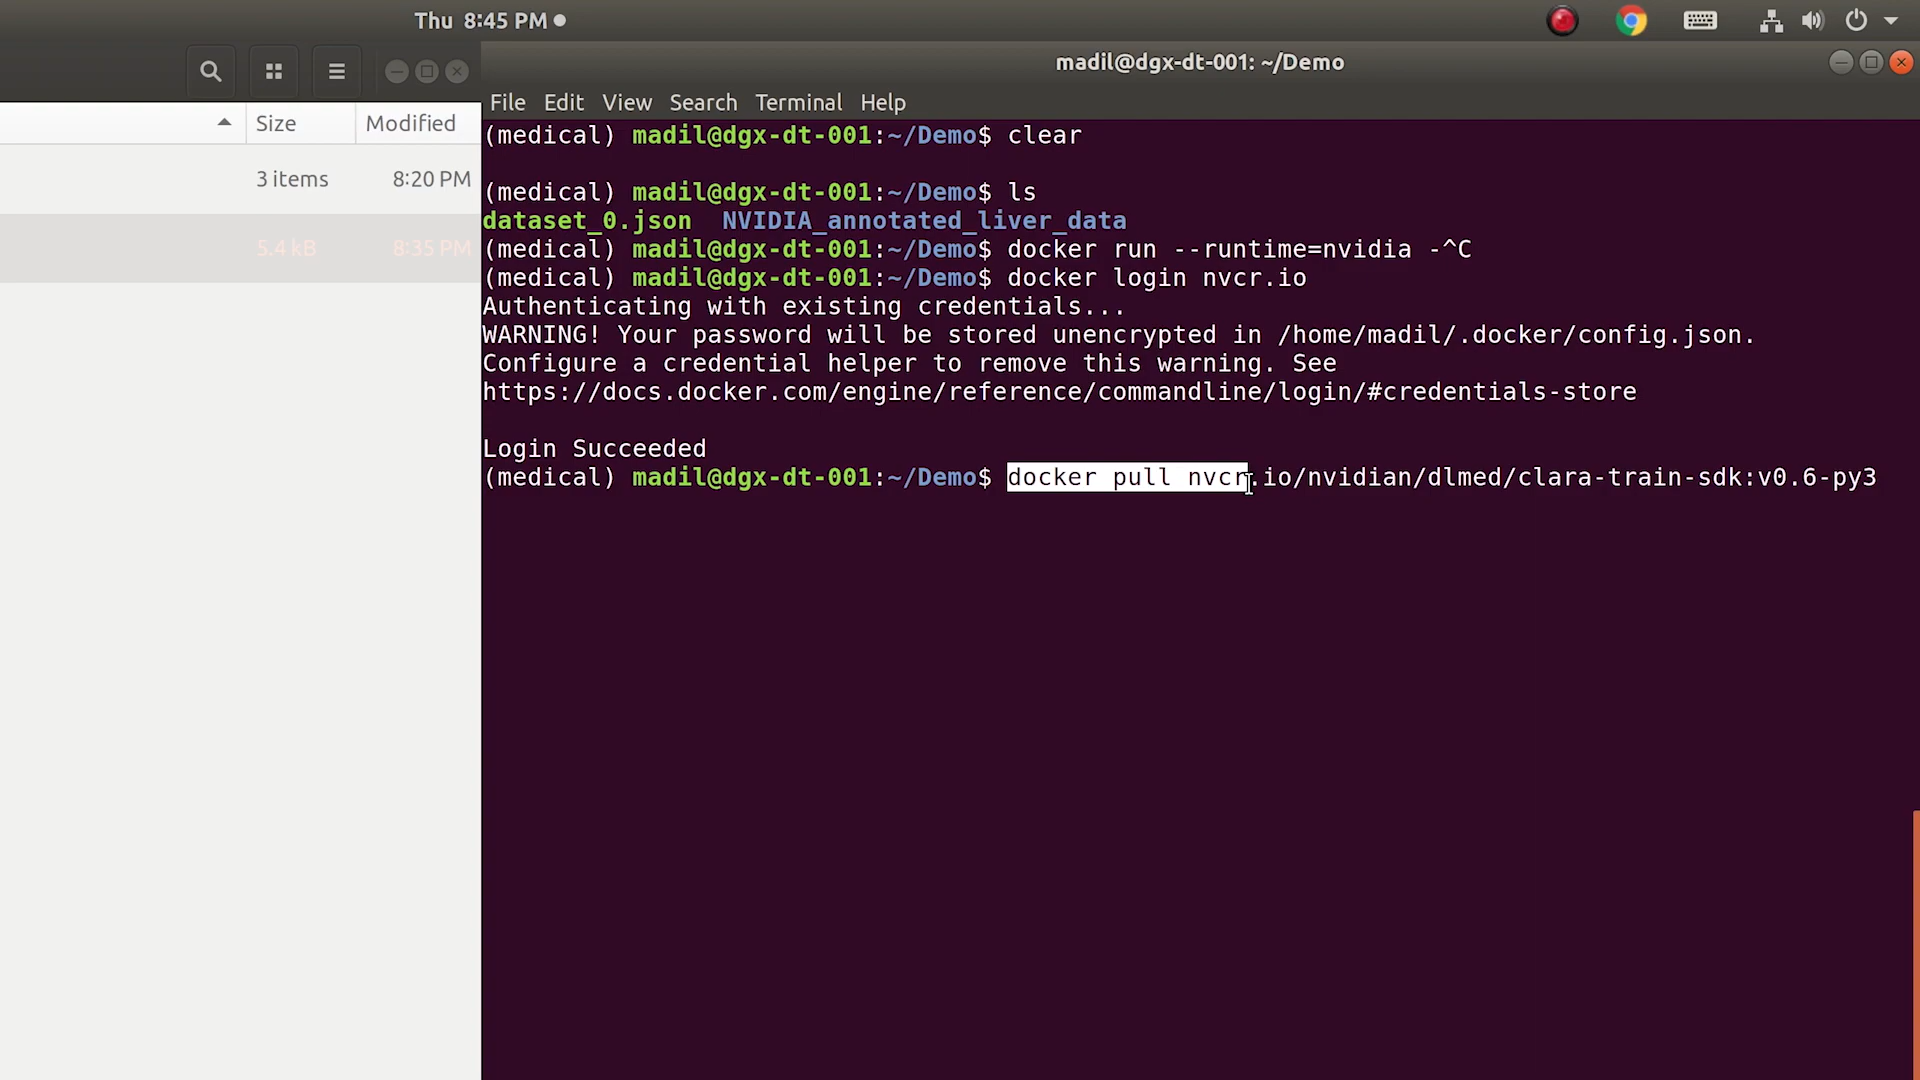 Thu 8:45 PM
madil@dgx-dt-001: ~/Demo
File Edit View Search Terminal Help
Size Modified
3 items 8:20 PM
5.4 kB 8:35 PM
(medical) madil@dgx-dt-001:~/Demo$ clear
(medical) madil@dgx-dt-001:~/Demo$ ls
dataset_0.json NVIDIA_annotated_liver_data
(medical) madil@dgx-dt-001:~/Demo$ docker run --runtime=nvidia -^C
(medical) madil@dgx-dt-001:~/Demo$ docker login nvcr.io
Authenticating with existing credentials...
WARNING! Your password will be stored unencrypted in /home/madil/.docker/config.json.
Configure a credential helper to remove this warning. See
https://docs.docker.com/engine/reference/commandline/login/#credentials-store
Login Succeeded
(medical) madil@dgx-dt-001:~/Demo$ docker pull nvcr.io/nvidian/dlmed/clara-train-sdk:v0.6-py3